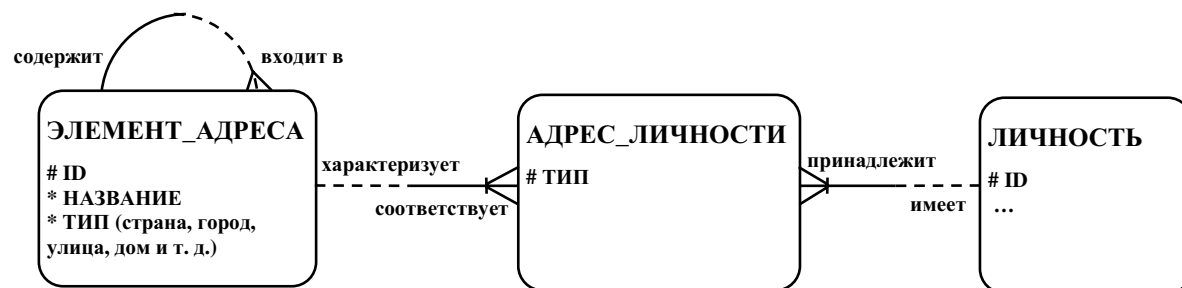 содержит
входит в
ЭЛЕМЕНТ_АДРЕСА
# ID
* НАЗВАНИЕ
* ТИП (страна, город,
улица, дом и т. д.)
характеризует
соответствует
АДРЕС_ЛИЧНОСТИ
# ТИП
принадлежит
имеет
ЛИЧНОСТЬ
# ID
...